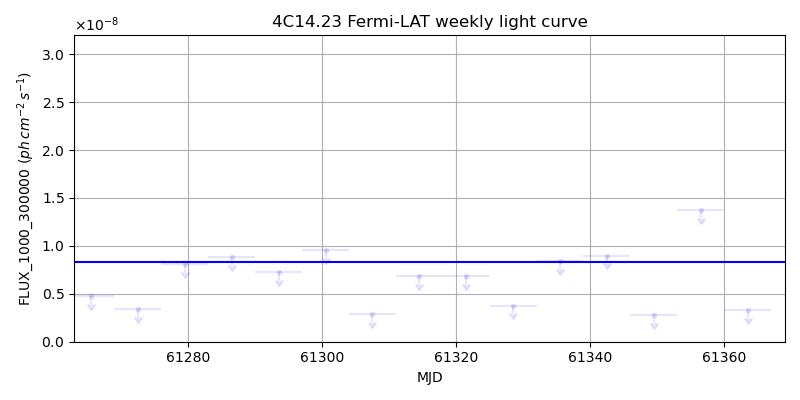 4C14.23 Fermi-LAT weekly light curve
×10⁻⁸
3.0
2.5
2.0
1.5
1.0
0.5
0.0
FLUX_1000_300000 (ph cm⁻² s⁻¹)
61280 61300 61320 61340 61360
MJD